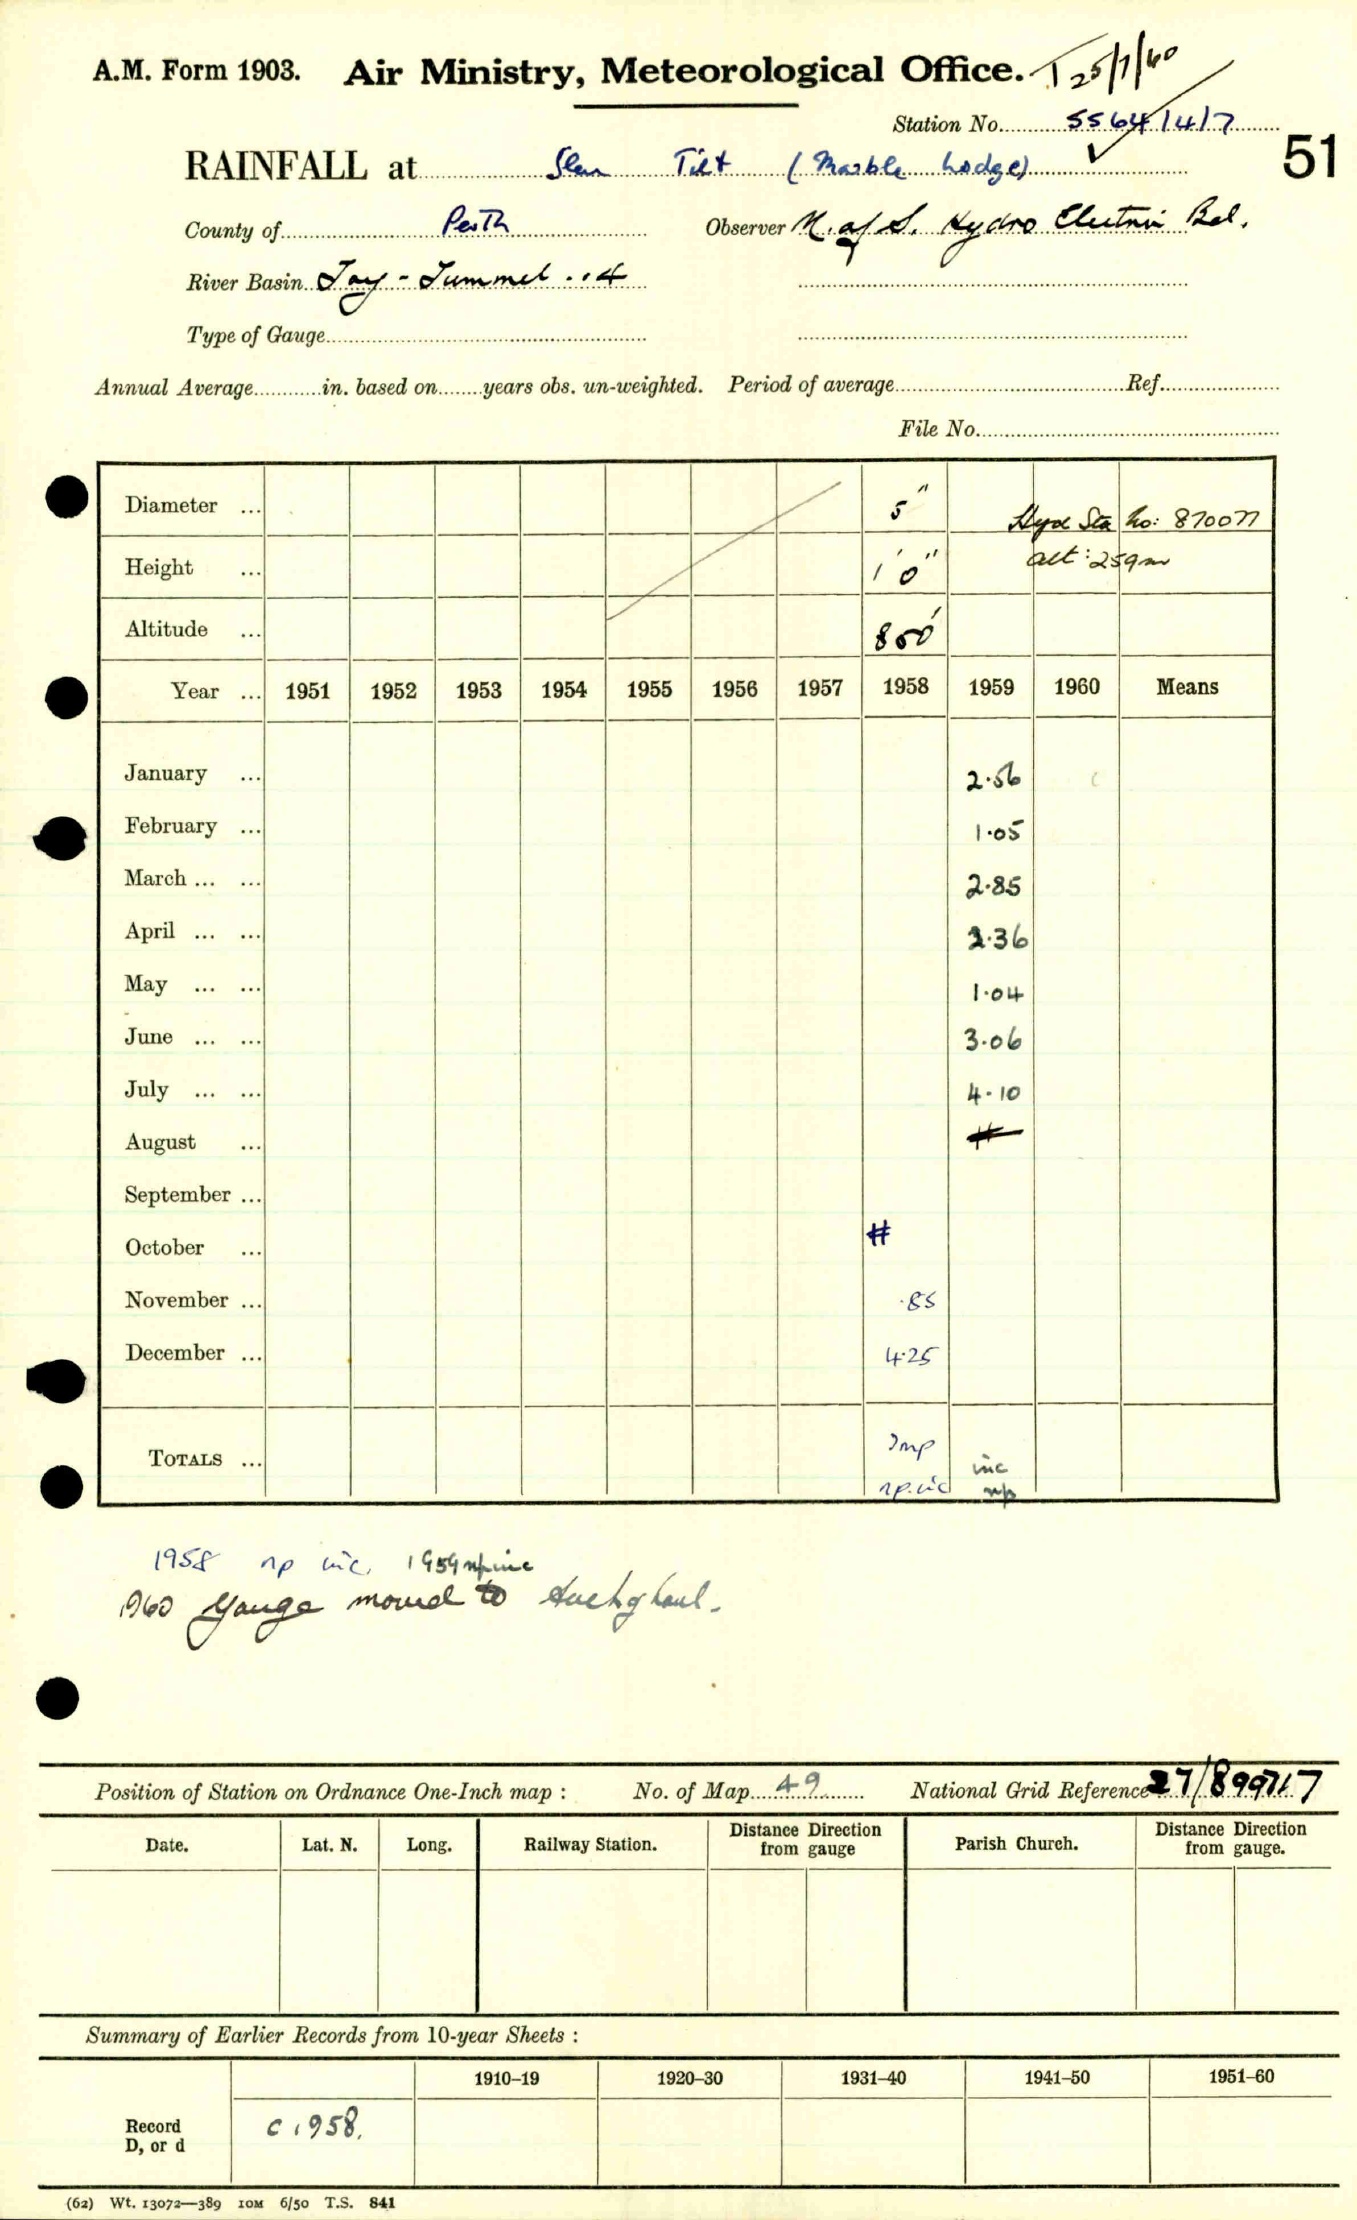 A.M. Form 1903. Air Ministry, Meteorological Office. T 25/7/60
Station No. 5564/4/7
51
RAINFALL at Glen Tilt (Marble Lodge)
County of Perth Observer N. of S. Hydro Electric Bd.
River Basin Tay - Tummel .. 4
Type of Gauge
Annual Average in. based on years obs. un-weighted. Period of average Ref.
File No.
Diameter ... 5" Hyd Sta No: 870077
Height ... 1' 0" alt: 259m
Altitude ... 850'
Year ... 1951 1952 1953 1954 1955 1956 1957 1958 1959 1960 Means
January ... 2.56
February ... 1.05
March ... ... 2.85
April ... ... 2.36
May ... ... 1.04
June ... ... 3.06
July ... ... 4.10
August ... #
September ...
October ... #
November ... .85
December ... 4.25
TOTALS ... Imp inc
np. inc np
1958 np inc. 1959 np inc
1960 Gauge moved to
Position of Station on Ordnance One-Inch map : No. of Map 49 National Grid Reference 27/899717
Date. Lat. N. Long. Railway Station. Distance from Direction gauge Parish Church. Distance from Direction gauge.
Summary of Earlier Records from 10-year Sheets :
1910–19 1920–30 1931–40 1941–50 1951–60
Record D, or d c 1958.
(62) Wt. 13072—389 10M 6/50 T.S. 841